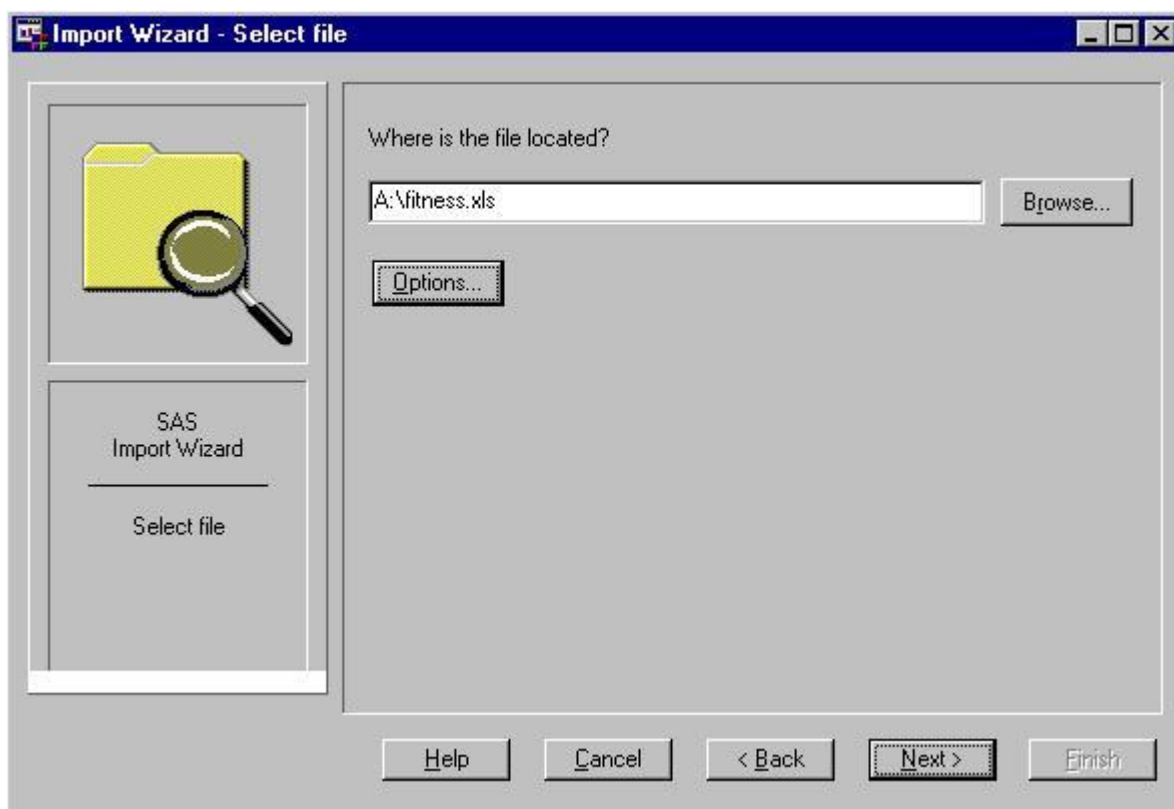 Import Wizard - Select file
Where is the file located?
A:\fitness.xls
Browse...
Options...
SAS
Import Wizard
Select file
Help
Cancel
< Back
Next >
Finish